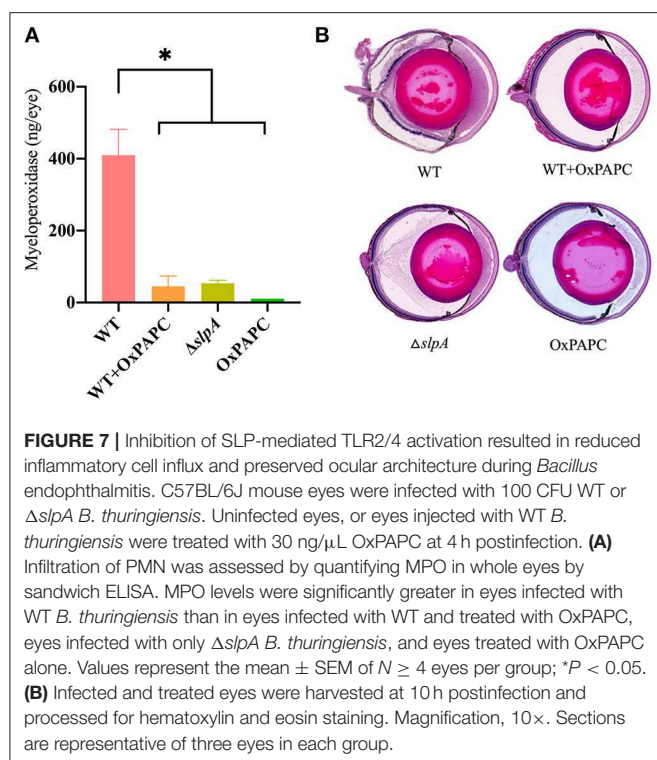 A
B
*
Myeloperoxidase (ng/eye)
600
400
200
0
WT
WT+OxPAPC
ΔslpA
OxPAPC
WT
WT+OxPAPC
ΔslpA
OxPAPC
FIGURE 7 | Inhibition of SLP-mediated TLR2/4 activation resulted in reduced
inflammatory cell influx and preserved ocular architecture during Bacillus
endophthalmitis. C57BL/6J mouse eyes were infected with 100 CFU WT or
ΔslpA B. thuringiensis. Uninfected eyes, or eyes injected with WT B.
thuringiensis were treated with 30 ng/μL OxPAPC at 4 h postinfection. (A)
Infiltration of PMN was assessed by quantifying MPO in whole eyes by
sandwich ELISA. MPO levels were significantly greater in eyes infected with
WT B. thuringiensis than in eyes infected with WT and treated with OxPAPC,
eyes infected with only ΔslpA B. thuringiensis, and eyes treated with OxPAPC
alone. Values represent the mean ± SEM of N ≥ 4 eyes per group; *P < 0.05.
(B) Infected and treated eyes were harvested at 10 h postinfection and
processed for hematoxylin and eosin staining. Magnification, 10×. Sections
are representative of three eyes in each group.